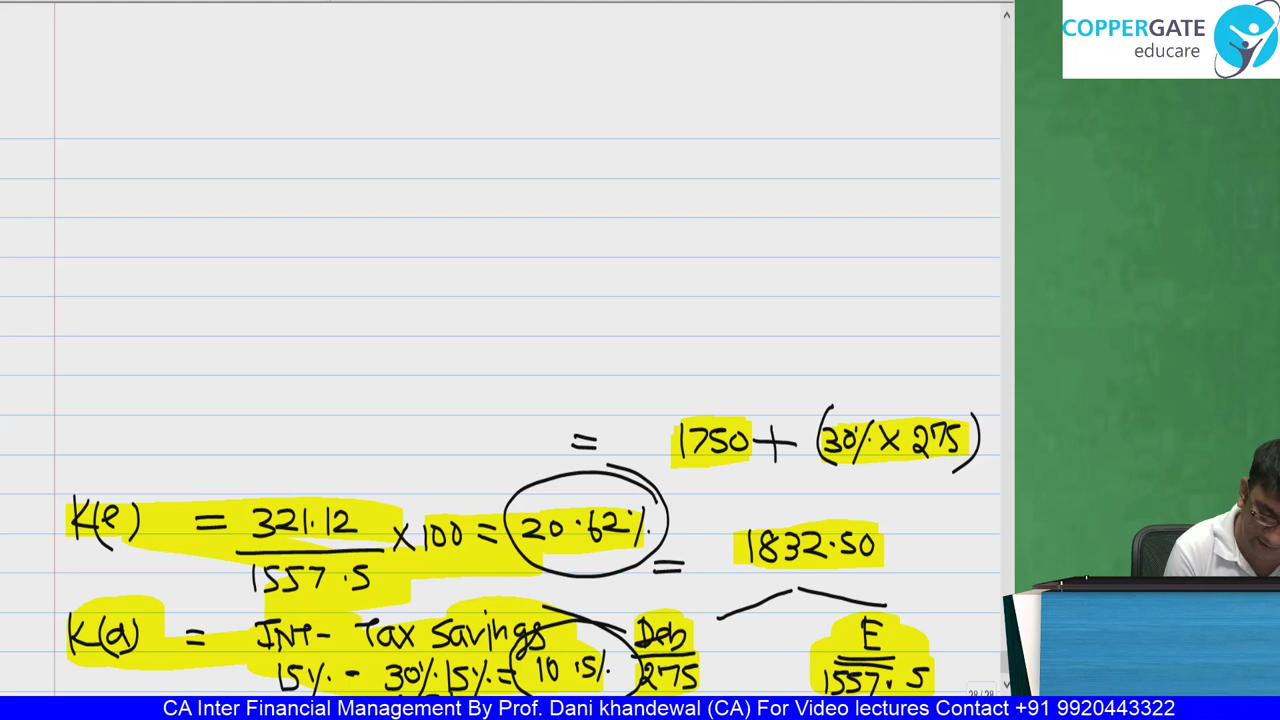 COPPERGATE
educare
= 1750 + (30% × 275)
K(e) = 321.12 / 1557.5 × 100 = 20.62%
= 1832.50
K(d) = INT - Tax Savings
15% - 30% 15% = 10.5%
Deb
275
E
1557.5
28/28
CA Inter Financial Management By Prof. Dani khandewal (CA) For Video lectures Contact +91 9920443322